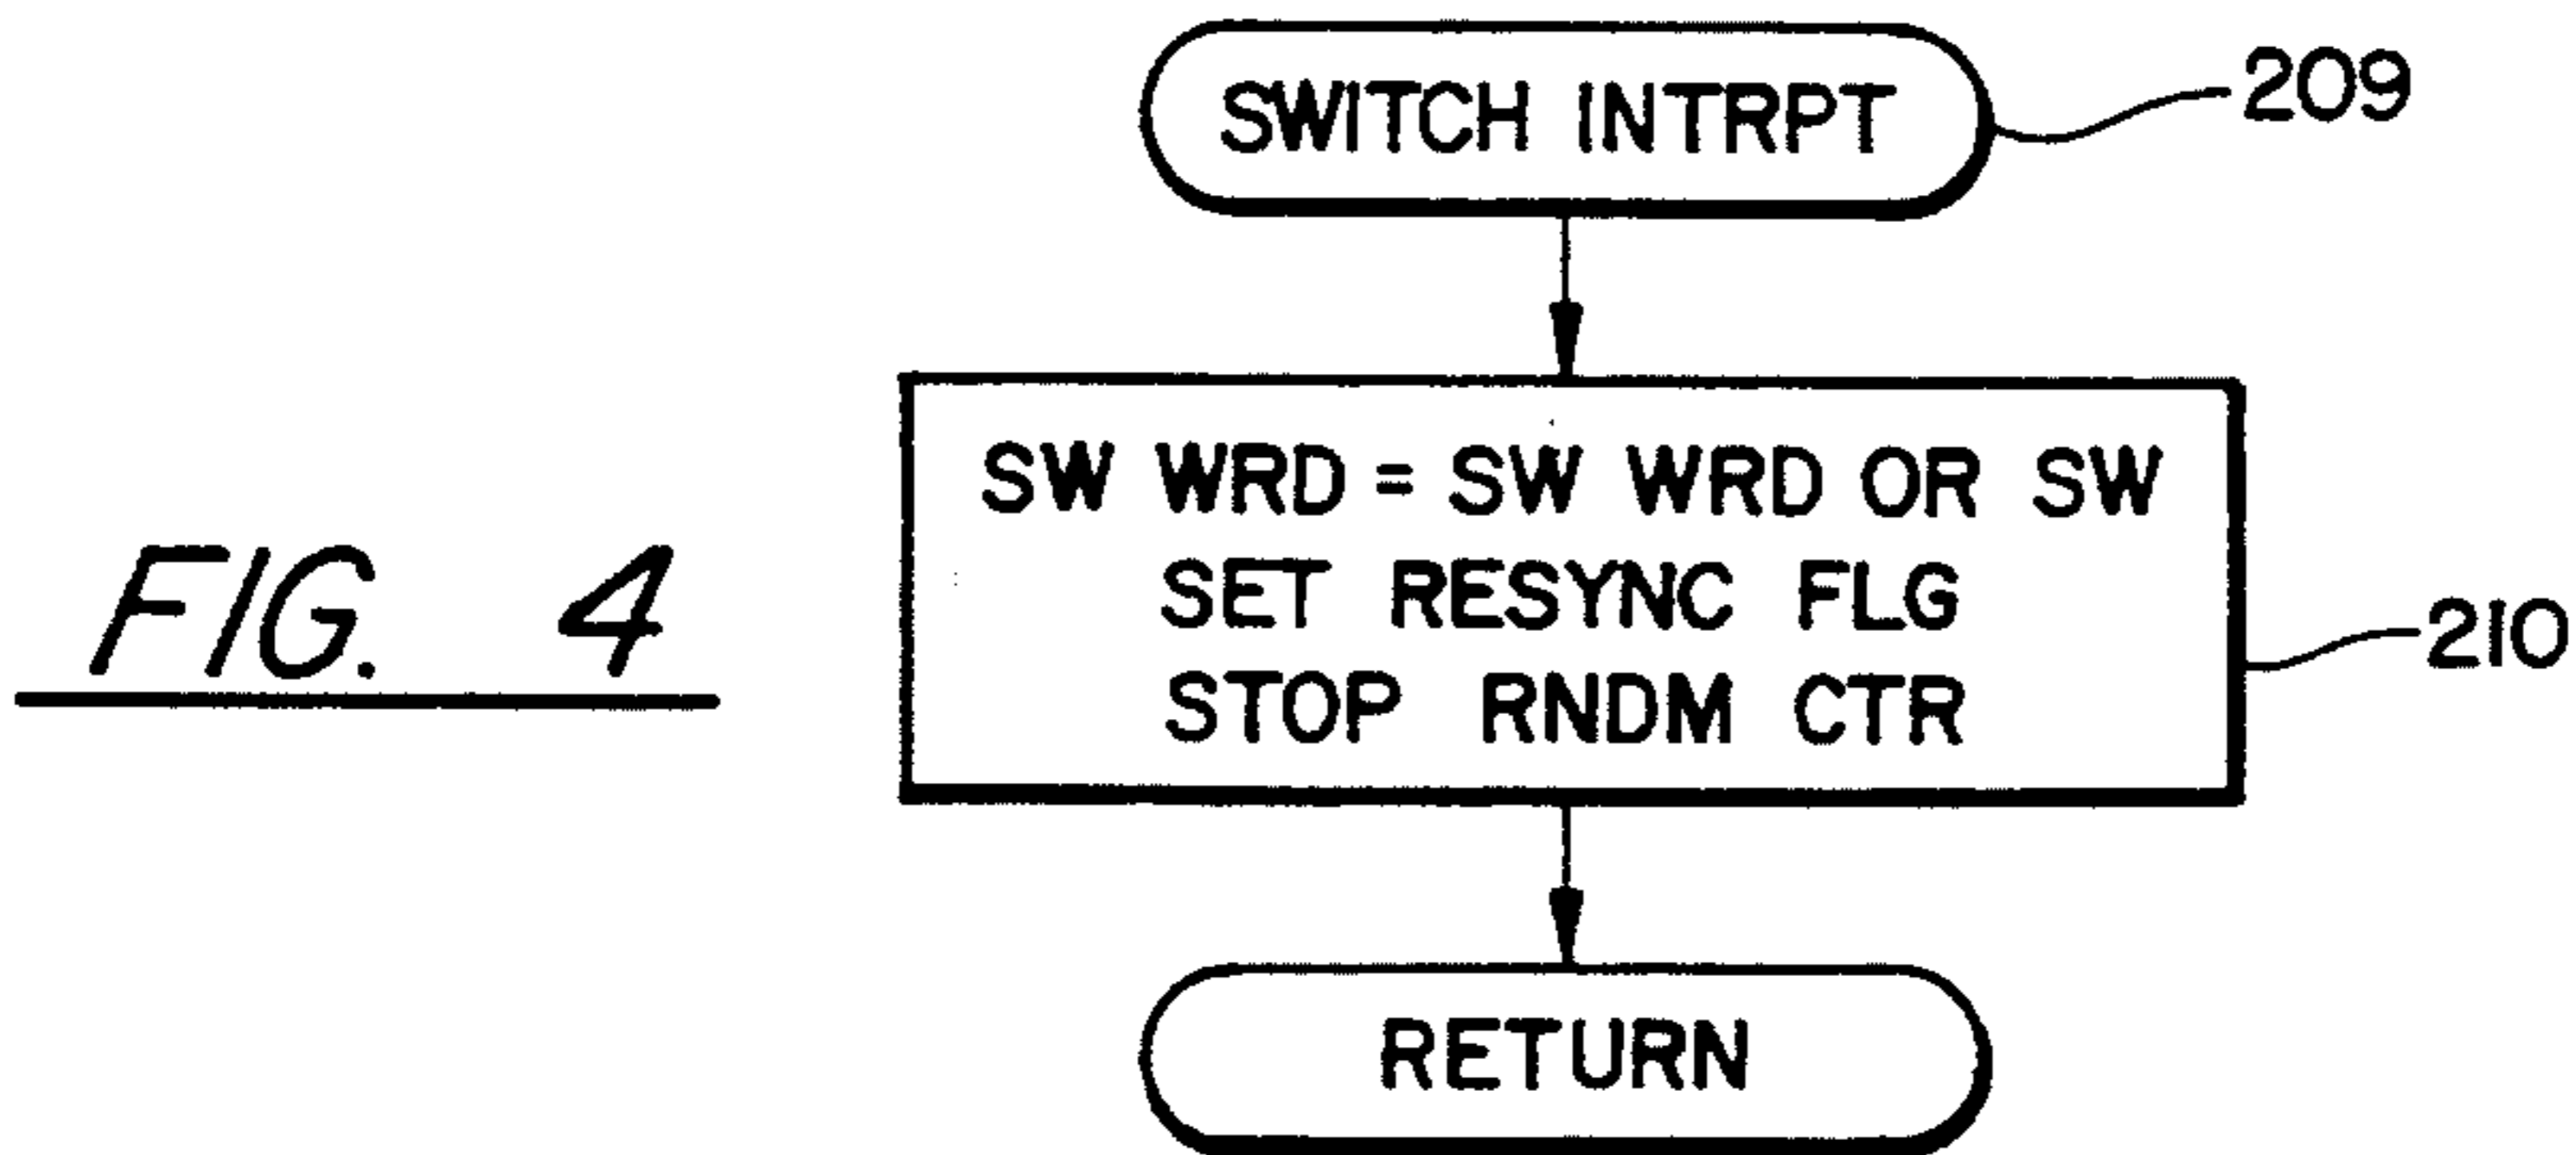 SWITCH INTRPT
209
SW WRD = SW WRD OR SW
SET RESYNC FLG
STOP RNDM CTR
210
FIG. 4
RETURN